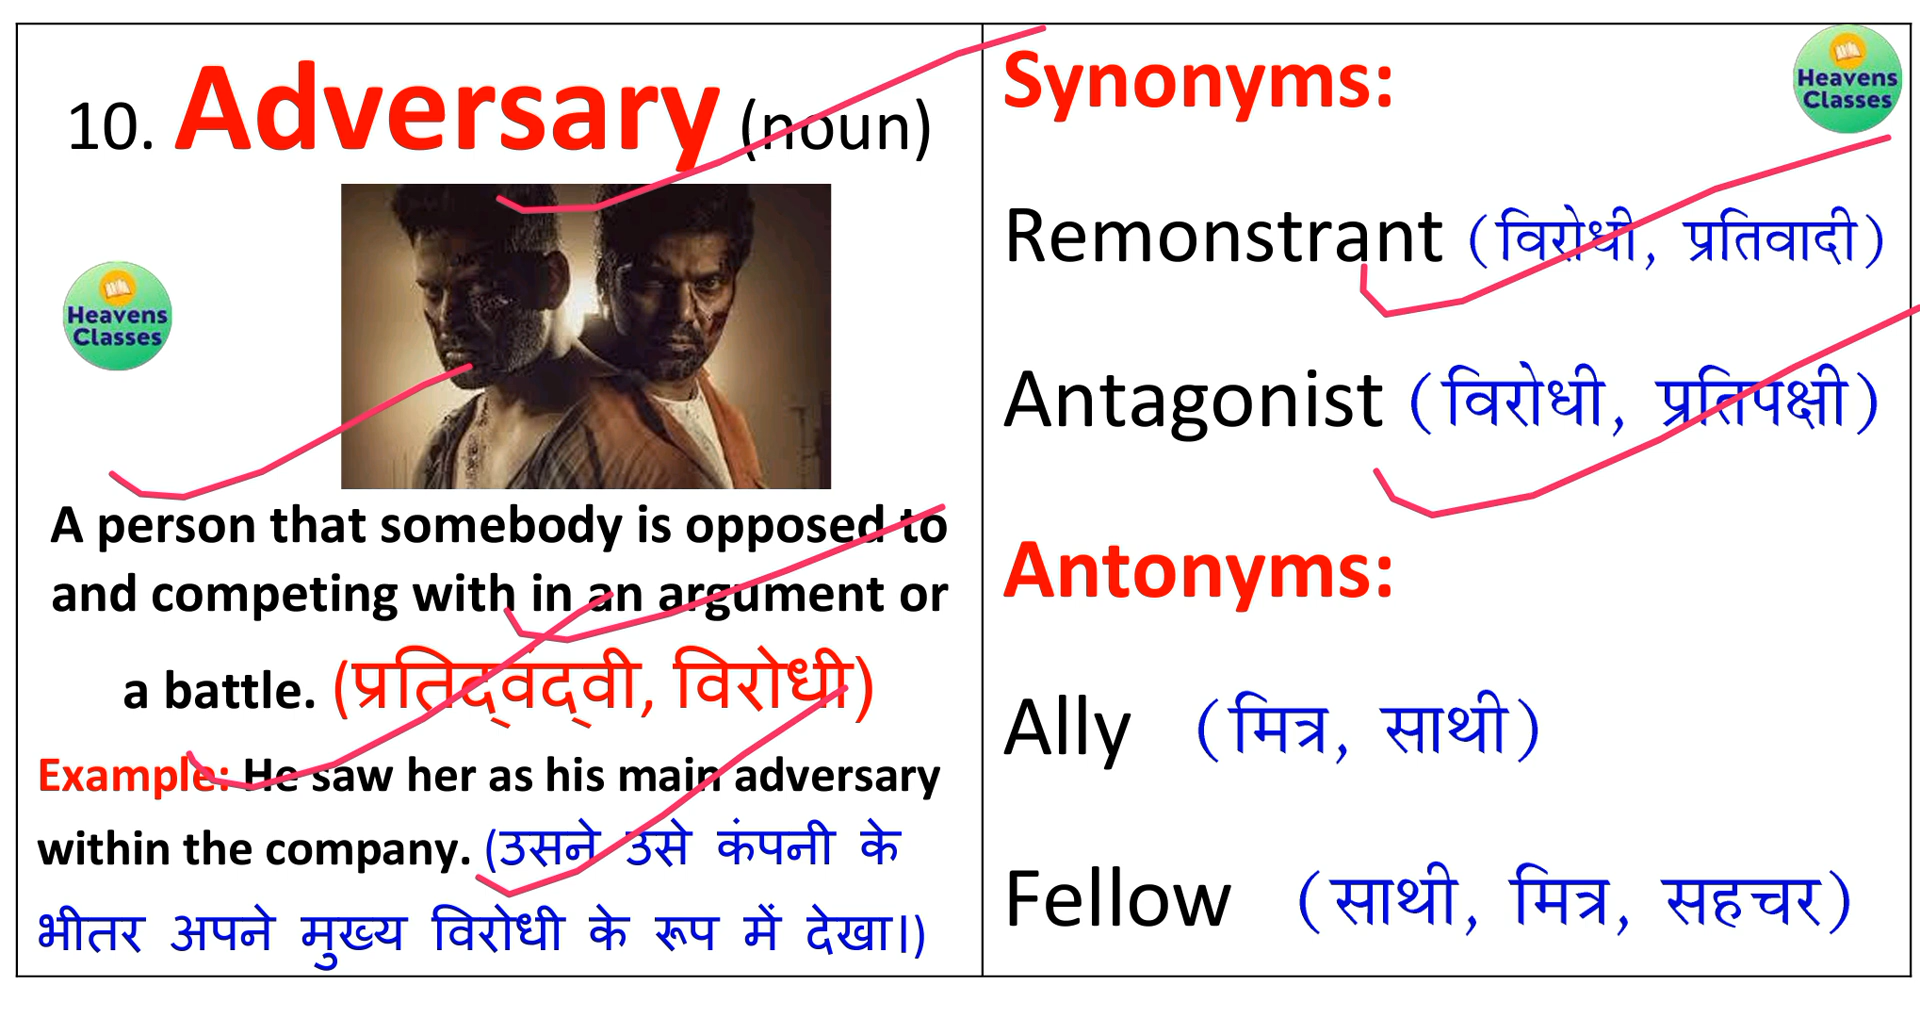 10. Adversary (noun)
Heavens
Classes
A person that somebody is opposed to
and competing with in an argument or
a battle. (प्रतिद्वंद्वी, विरोधी)
Example: He saw her as his main adversary
within the company. (उसने उसे कंपनी के
भीतर अपने मुख्य विरोधी के रूप में देखा।)
Synonyms:
Heavens
Classes
Remonstrant (विरोधी, प्रतिवादी)
Antagonist (विरोधी, प्रतिपक्षी)
Antonyms:
Ally (मित्र, साथी)
Fellow (साथी, मित्र, सहचर)